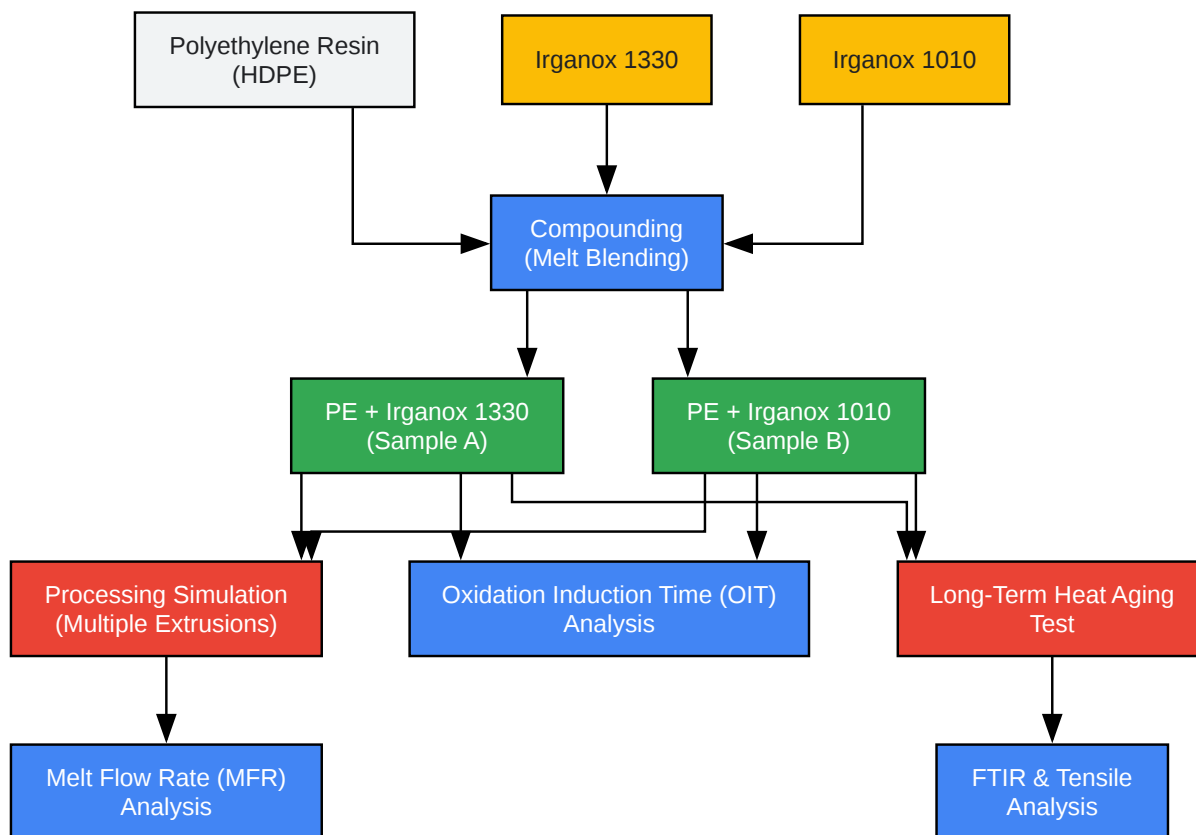 Polyethylene Resin
(HDPE)
Irganox 1330
Irganox 1010
Compounding
(Melt Blending)
PE + Irganox 1330
(Sample A)
PE + Irganox 1010
(Sample B)
Processing Simulation
(Multiple Extrusions)
Oxidation Induction Time (OIT)
Analysis
Long-Term Heat Aging
Test
Melt Flow Rate (MFR)
Analysis
FTIR & Tensile
Analysis